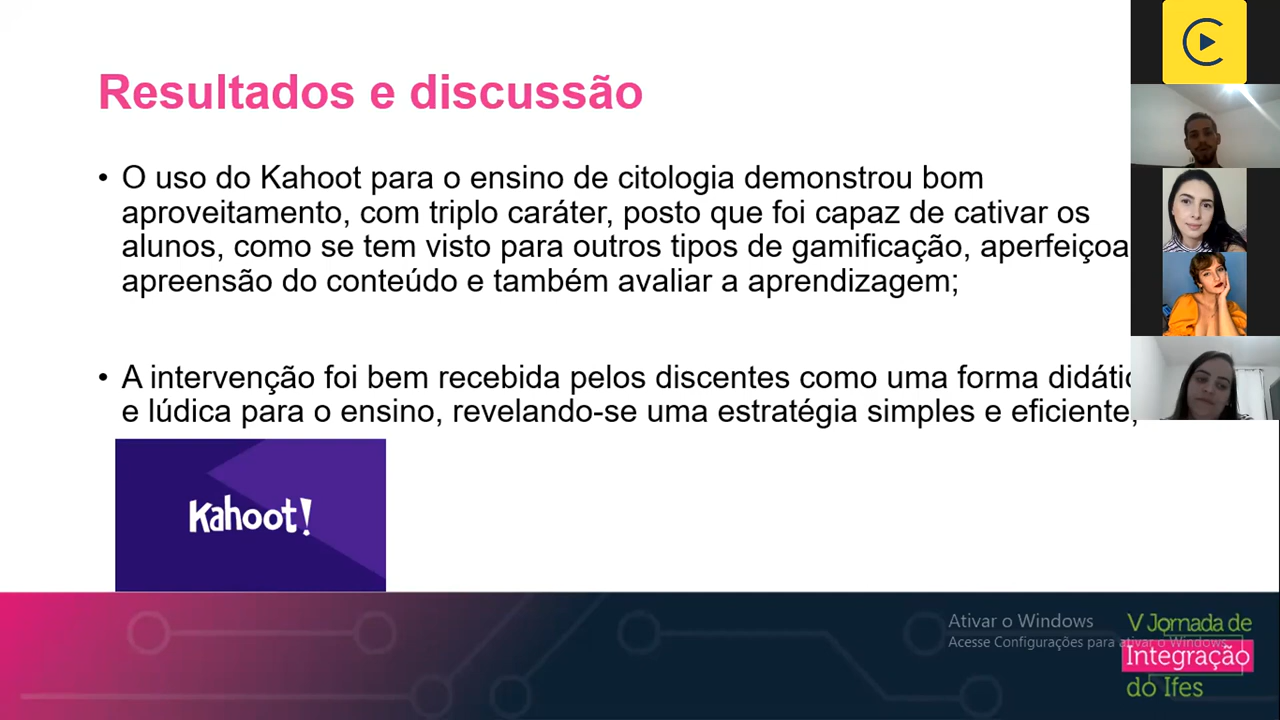 Resultados e discussão
• O uso do Kahoot para o ensino de citologia demonstrou bom
aproveitamento, com triplo caráter, posto que foi capaz de cativar os
alunos, como se tem visto para outros tipos de gamificação, aperfeiçoa
apreensão do conteúdo e também avaliar a aprendizagem;
• A intervenção foi bem recebida pelos discentes como uma forma didátic
e lúdica para o ensino, revelando-se uma estratégia simples e eficiente,
Kahoot!
Ativar o Windows
Acesse Configurações para ativar o Windows.
V Jornada de
Integração
do Ifes